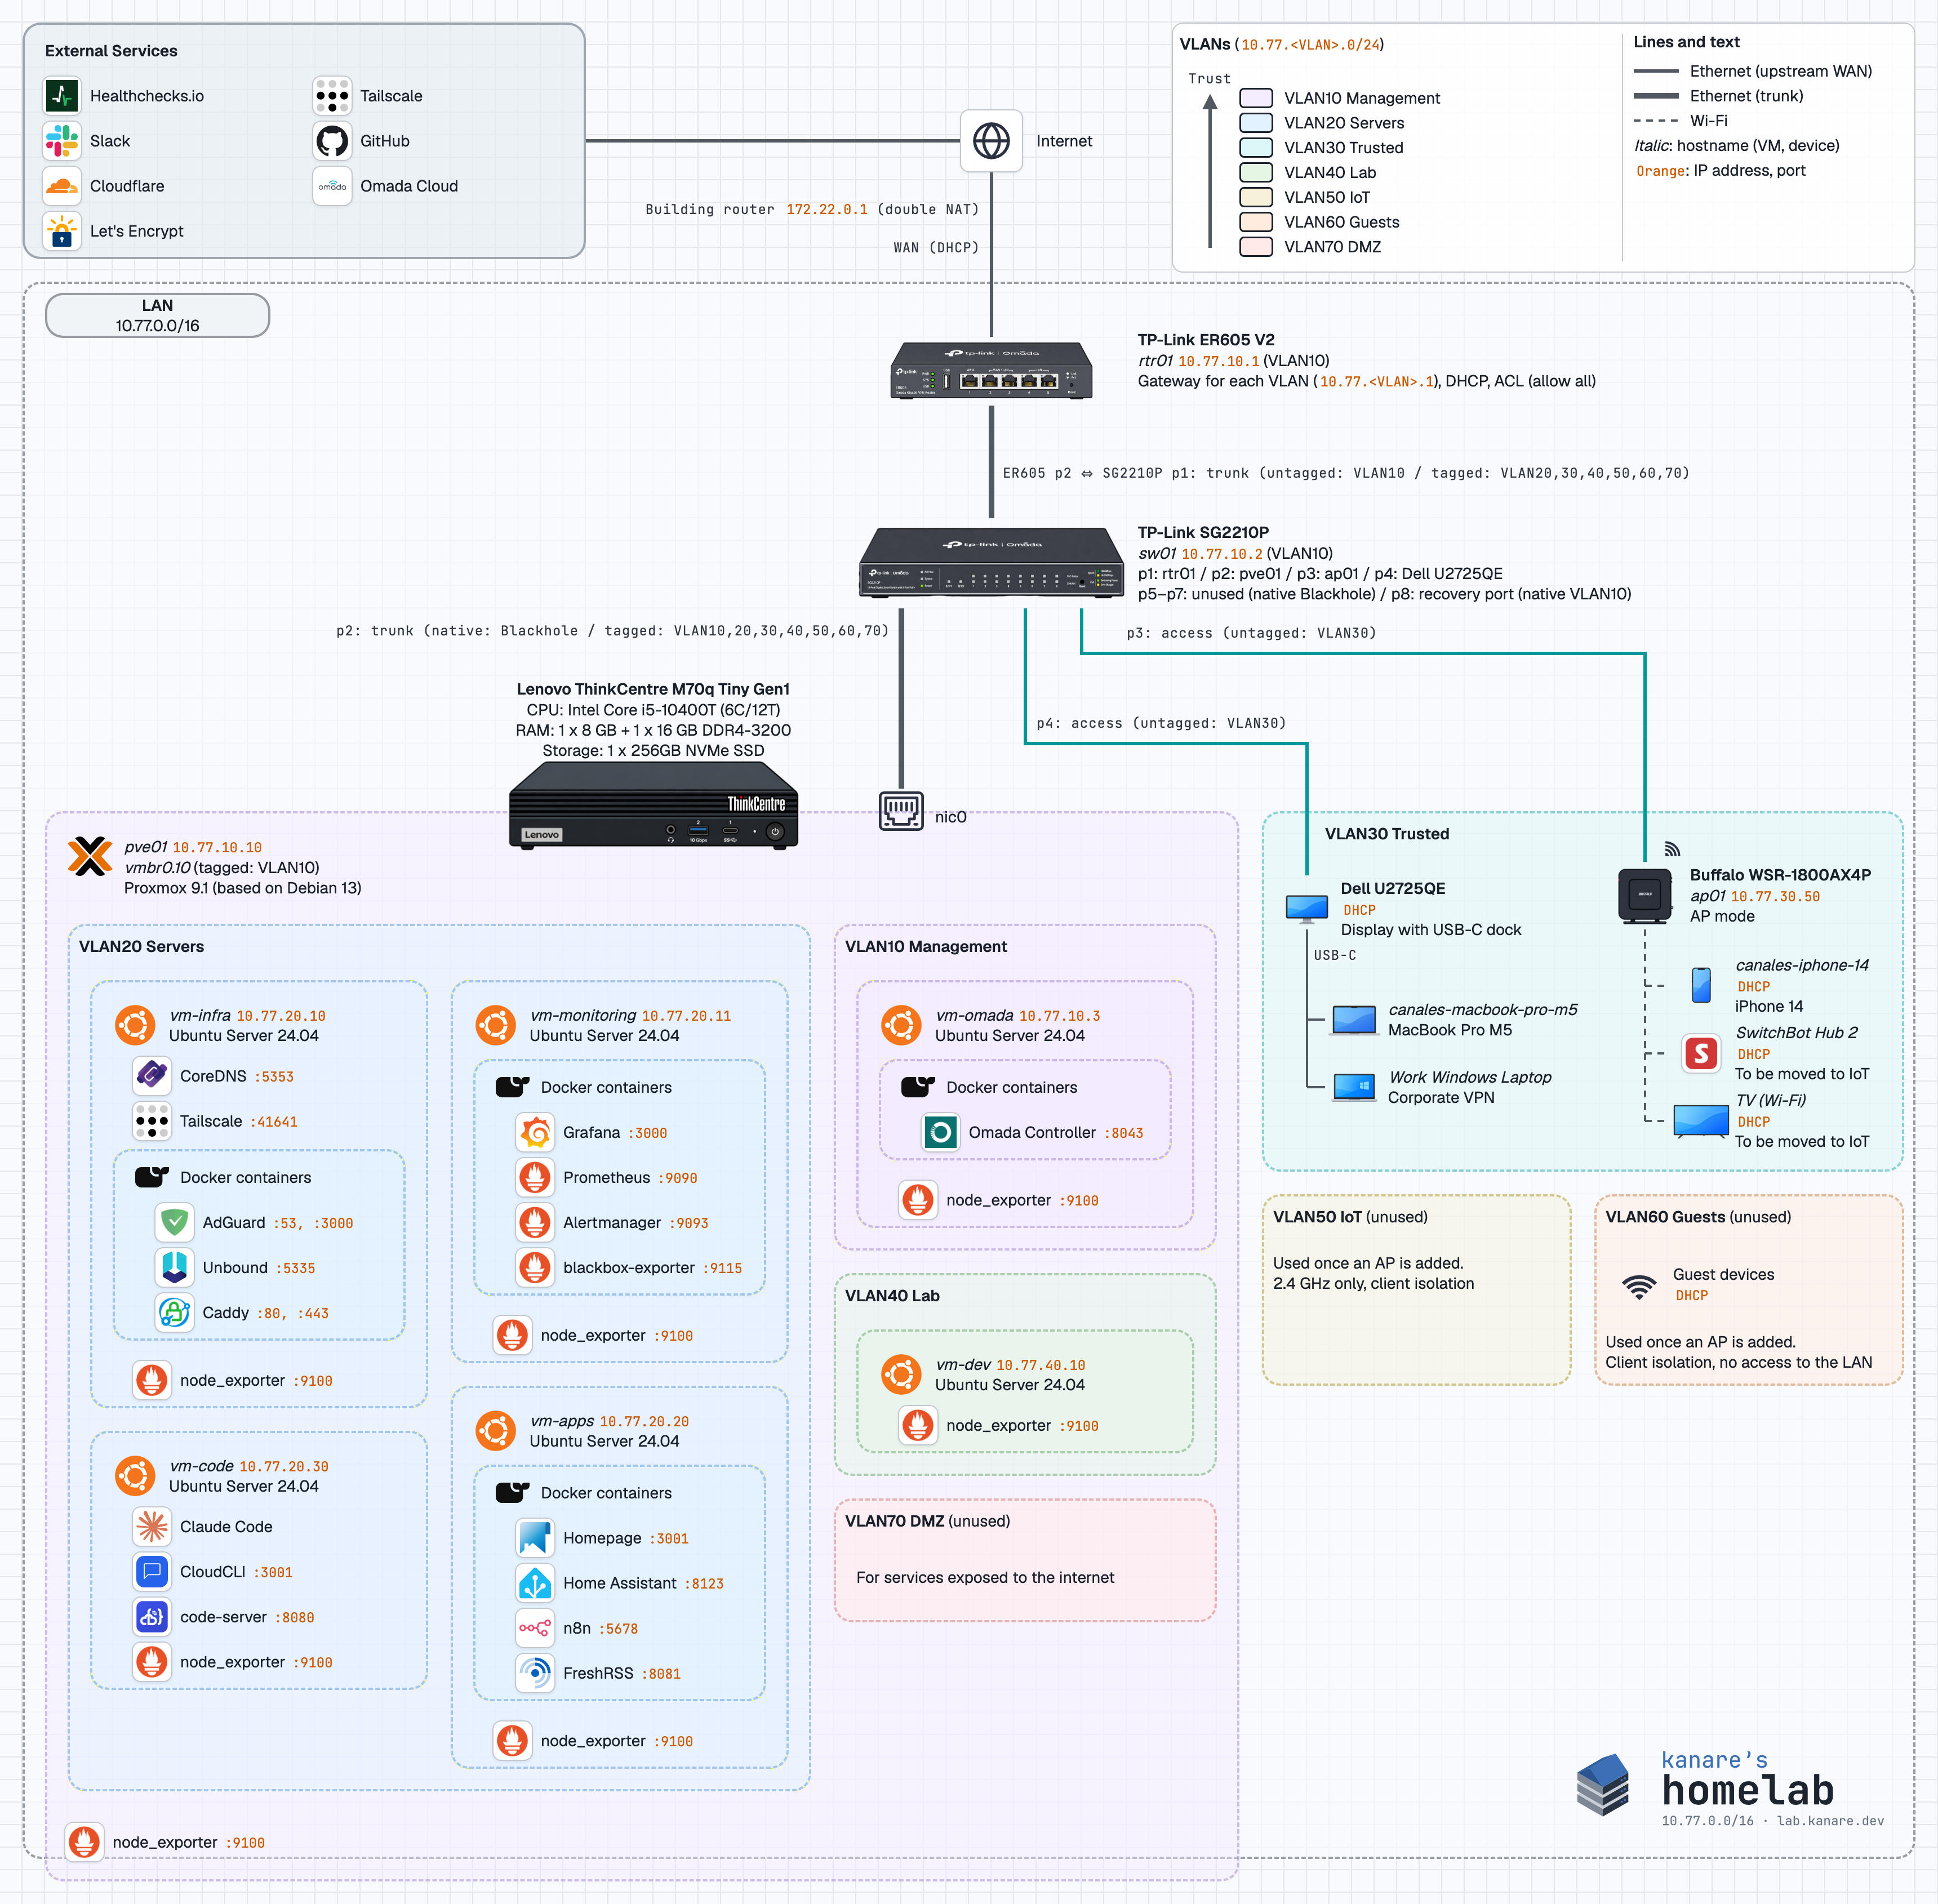 External Services
Healthchecks.io
Slack
Cloudflare
Let's Encrypt
Tailscale
GitHub
omada
Omada Cloud
Internet
Building router 172.22.0.1 (double NAT)
WAN (DHCP)
VLANs (10.77.<VLAN>.0/24)
Trust
VLAN10 Management
VLAN20 Servers
VLAN30 Trusted
VLAN40 Lab
VLAN50 IoT
VLAN60 Guests
VLAN70 DMZ
Lines and text
Ethernet (upstream WAN)
Ethernet (trunk)
Wi-Fi
Italic: hostname (VM, device)
Orange: IP address, port
LAN
10.77.0.0/16
tp-link | Omada
TP-Link ER605 V2
rtr01 10.77.10.1 (VLAN10)
Gateway for each VLAN (10.77.<VLAN>.1), DHCP, ACL (allow all)
ER605 p2 ⇔ SG2210P p1: trunk (untagged: VLAN10 / tagged: VLAN20,30,40,50,60,70)
tp-link | Omada
TP-Link SG2210P
sw01 10.77.10.2 (VLAN10)
p1: rtr01 / p2: pve01 / p3: ap01 / p4: Dell U2725QE
p5–p7: unused (native Blackhole) / p8: recovery port (native VLAN10)
p2: trunk (native: Blackhole / tagged: VLAN10,20,30,40,50,60,70)
p3: access (untagged: VLAN30)
p4: access (untagged: VLAN30)
Lenovo ThinkCentre M70q Tiny Gen1
CPU: Intel Core i5-10400T (6C/12T)
RAM: 1 x 8 GB + 1 x 16 GB DDR4-3200
Storage: 1 x 256GB NVMe SSD
ThinkCentre
Lenovo
nic0
pve01 10.77.10.10
vmbr0.10 (tagged: VLAN10)
Proxmox 9.1 (based on Debian 13)
VLAN20 Servers
vm-infra 10.77.20.10
Ubuntu Server 24.04
CoreDNS :5353
Tailscale :41641
Docker containers
AdGuard :53, :3000
Unbound :5335
Caddy :80, :443
node_exporter :9100
vm-code 10.77.20.30
Ubuntu Server 24.04
Claude Code
CloudCLI :3001
code-server :8080
node_exporter :9100
vm-monitoring 10.77.20.11
Ubuntu Server 24.04
Docker containers
Grafana :3000
Prometheus :9090
Alertmanager :9093
blackbox-exporter :9115
node_exporter :9100
vm-apps 10.77.20.20
Ubuntu Server 24.04
Docker containers
Homepage :3001
Home Assistant :8123
n8n :5678
FreshRSS :8081
node_exporter :9100
VLAN10 Management
vm-omada 10.77.10.3
Ubuntu Server 24.04
Docker containers
Omada Controller :8043
node_exporter :9100
VLAN40 Lab
vm-dev 10.77.40.10
Ubuntu Server 24.04
node_exporter :9100
VLAN70 DMZ (unused)
For services exposed to the internet
node_exporter :9100
VLAN30 Trusted
Dell U2725QE
DHCP
Display with USB-C dock
USB-C
canales-macbook-pro-m5
MacBook Pro M5
Work Windows Laptop
Corporate VPN
Buffalo WSR-1800AX4P
ap01 10.77.30.50
AP mode
canales-iphone-14
DHCP
iPhone 14
SwitchBot Hub 2
DHCP
To be moved to IoT
TV (Wi-Fi)
DHCP
To be moved to IoT
VLAN50 IoT (unused)
Used once an AP is added.
2.4 GHz only, client isolation
VLAN60 Guests (unused)
Guest devices
DHCP
Used once an AP is added.
Client isolation, no access to the LAN
kanare's
homelab
10.77.0.0/16 · lab.kanare.dev